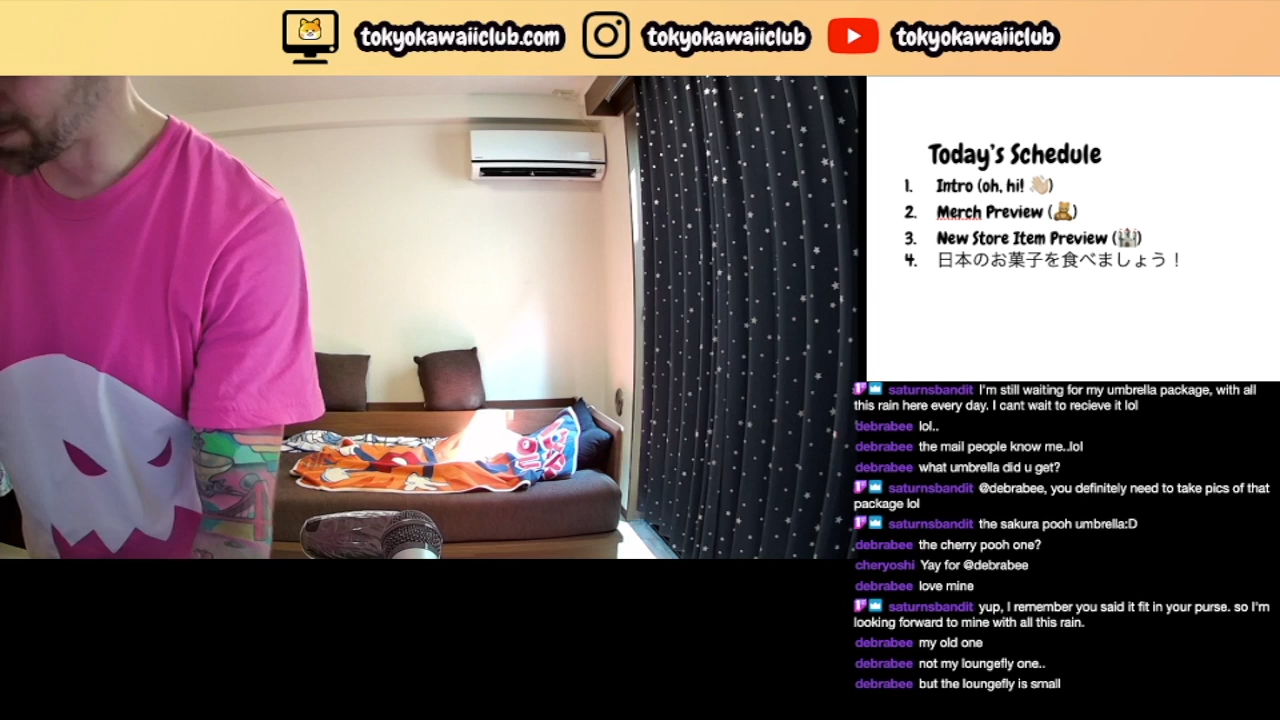 tokyokawaiiclub.com tokyokawaiiclub tokyokawaiiclub
Today's Schedule
1. Intro (oh, hi! 👋🏼)
2. Merch Preview (🧸)
3. New Store Item Preview (🏰)
4. 日本のお菓子を食べましょう！
saturnsbandit I'm still waiting for my umbrella package, with all
this rain here every day. I cant wait to recieve it lol
debrabee lol..
debrabee the mail people know me..lol
debrabee what umbrella did u get?
saturnsbandit @debrabee, you definitely need to take pics of that
package lol
saturnsbandit the sakura pooh umbrella:D
debrabee the cherry pooh one?
cheryoshi Yay for @debrabee
debrabee love mine
saturnsbandit yup, I remember you said it fit in your purse. so I'm
looking forward to mine with all this rain.
debrabee my old one
debrabee not my loungefly one..
debrabee but the loungefly is small